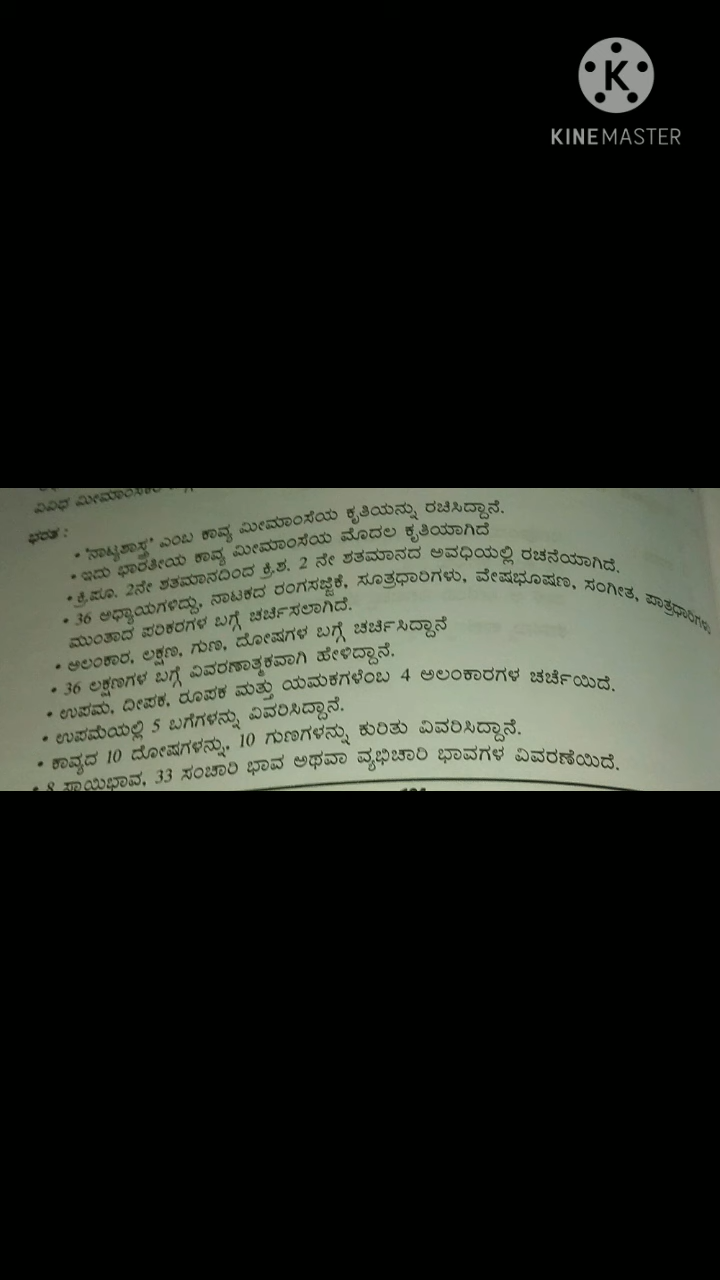 KINEMASTER
ವಿವಿಧ ಮೀಮಾಂಸಕರ
ಭರತ :
• 'ನಾಟ್ಯಶಾಸ್ತ್ರ' ಎಂಬ ಕಾವ್ಯ ಮೀಮಾಂಸೆಯ ಕೃತಿಯನ್ನು ರಚಿಸಿದ್ದಾನೆ.
• ಇದು ಭಾರತೀಯ ಕಾವ್ಯ ಮೀಮಾಂಸೆಯ ಮೊದಲ ಕೃತಿಯಾಗಿದೆ
• ಕ್ರಿ.ಪೂ. 2ನೇ ಶತಮಾನದಿಂದ ಕ್ರಿ.ಶ. 2 ನೇ ಶತಮಾನದ ಅವಧಿಯಲ್ಲಿ ರಚನೆಯಾಗಿದೆ.
• 36 ಅಧ್ಯಾಯಗಳಿದ್ದು, ನಾಟಕದ ರಂಗಸಜ್ಜಿಕೆ, ಸೂತ್ರಧಾರಿಗಳು, ವೇಷಭೂಷಣ, ಸಂಗೀತ, ಪಾತ್ರಧಾರಿಗಳು
ಮುಂತಾದ ಪರಿಕರಗಳ ಬಗ್ಗೆ ಚರ್ಚಿಸಲಾಗಿದೆ.
• ಅಲಂಕಾರ, ಲಕ್ಷಣ, ಗುಣ, ದೋಷಗಳ ಬಗ್ಗೆ ಚರ್ಚಿಸಿದ್ದಾನೆ
• 36 ಲಕ್ಷಣಗಳ ಬಗ್ಗೆ ವಿವರಣಾತ್ಮಕವಾಗಿ ಹೇಳಿದ್ದಾನೆ.
• ಉಪಮ, ದೀಪಕ, ರೂಪಕ ಮತ್ತು ಯಮಕಗಳೆಂಬ 4 ಅಲಂಕಾರಗಳ ಚರ್ಚೆಯಿದೆ.
• ಉಪಮೆಯಲ್ಲಿ 5 ಬಗೆಗಳನ್ನು ವಿವರಿಸಿದ್ದಾನೆ.
• ಕಾವ್ಯದ 10 ದೋಷಗಳನ್ನು, 10 ಗುಣಗಳನ್ನು ಕುರಿತು ವಿವರಿಸಿದ್ದಾನೆ.
• 8 ಸ್ಥಾಯಿಭಾವ, 33 ಸಂಚಾರಿ ಭಾವ ಅಥವಾ ವ್ಯಭಿಚಾರಿ ಭಾವಗಳ ವಿವರಣೆಯಿದೆ.